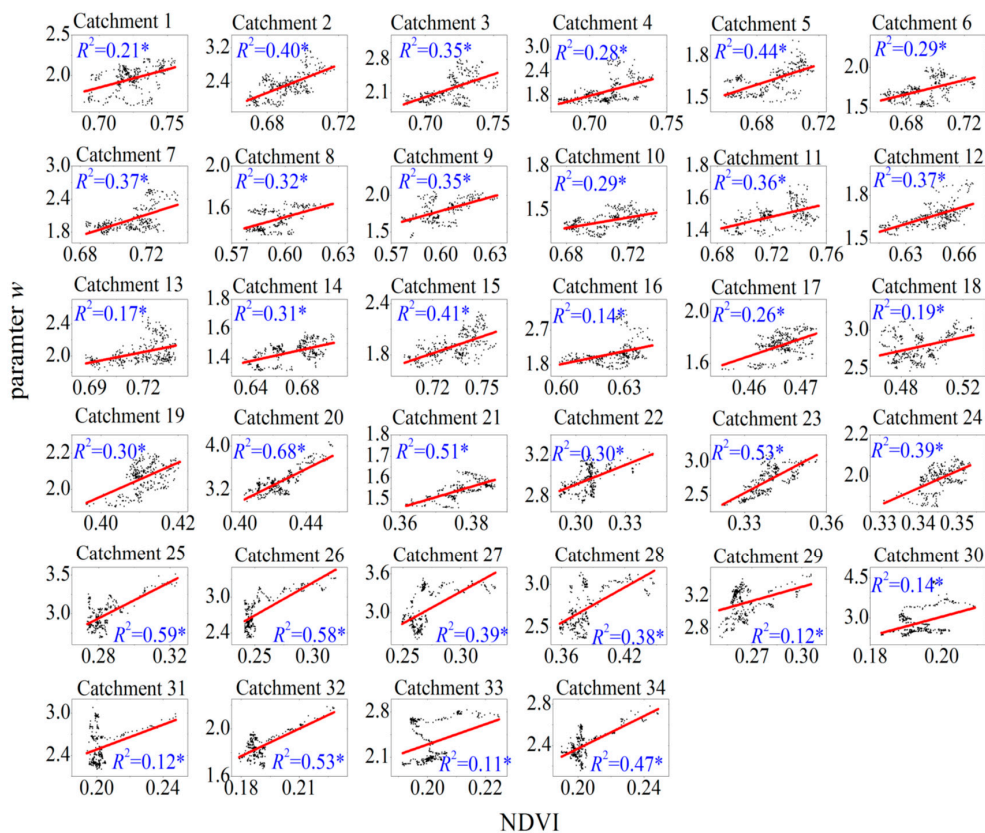 paramter w
Catchment 1
2.5
R²=0.21*
2.0
0.70 0.75
Catchment 2
3.2
R²=0.40*
2.4
0.68 0.72
Catchment 3
2.8
R²=0.35*
2.1
0.70 0.75
Catchment 4
3.0
R²=0.28*
2.4
1.8
0.70 0.74
Catchment 5
1.8
R²=0.44*
1.5
0.68 0.72
Catchment 6
R²=0.29*
2.0
1.5
0.68 0.72
Catchment 7
3.0
R²=0.37*
2.4
1.8
0.68 0.72
Catchment 8
2.0
R²=0.32*
1.5
0.57 0.60 0.63
Catchment 9
R²=0.35*
2.0
1.5
0.57 0.60 0.63
Catchment 10
1.8
R²=0.29*
1.5
0.68 0.72
Catchment 11
1.8
R²=0.36*
1.6
1.4
0.68 0.72 0.76
Catchment 12
R²=0.37*
1.8
1.5
0.62 0.66
Catchment 13
3.0
R²=0.17*
2.5
2.0
0.69 0.72
Catchment 14
1.8
R²=0.31*
1.6
1.4
0.64 0.68
Catchment 15
2.4
R²=0.41*
1.8
0.72 0.76
Catchment 16
R²=0.14*
2.7
1.8
0.60 0.63
Catchment 17
2.0
R²=0.26*
1.6
0.46 0.47
Catchment 18
R²=0.19*
3.0
2.5
0.48 0.52
Catchment 19
2.2
R²=0.30*
2.0
0.40 0.42
Catchment 20
4.0
R²=0.68*
3.2
0.40 0.44
Catchment 21
1.8
1.7
R²=0.51*
1.6
1.5
0.36 0.38
Catchment 22
R²=0.30*
3.2
2.8
0.30 0.33
Catchment 23
R²=0.53*
3.0
2.5
0.33 0.36
Catchment 24
2.2
R²=0.39*
2.0
0.33 0.34 0.35
Catchment 25
3.5
3.0
R²=0.59*
0.28 0.32
Catchment 26
3.2
2.4
R²=0.58*
0.25 0.30
Catchment 27
3.6
3.0
R²=0.39*
0.25 0.30
Catchment 28
3.0
2.5
R²=0.38*
0.36 0.42
Catchment 29
3.2
2.8
R²=0.12*
0.27 0.30
Catchment 30
4.5
R²=0.14*
3.0
0.18 0.20
Catchment 31
3.0
2.4
R²=0.12*
0.20 0.24
Catchment 32
2.0
R²=0.53*
1.6
0.18 0.21
Catchment 33
2.8
2.1
R²=0.11*
0.20 0.22
Catchment 34
2.8
2.4
R²=0.47*
0.20 0.24
NDVI